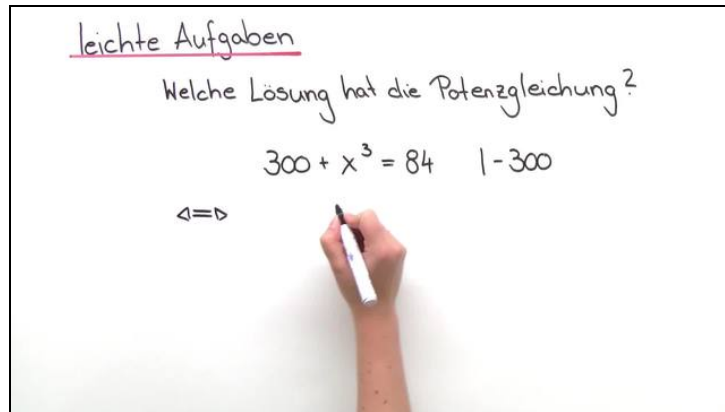 leichte Aufgaben
Welche Lösung hat die Potenzgleichung?
300 + x³ = 84 | - 300
<=>